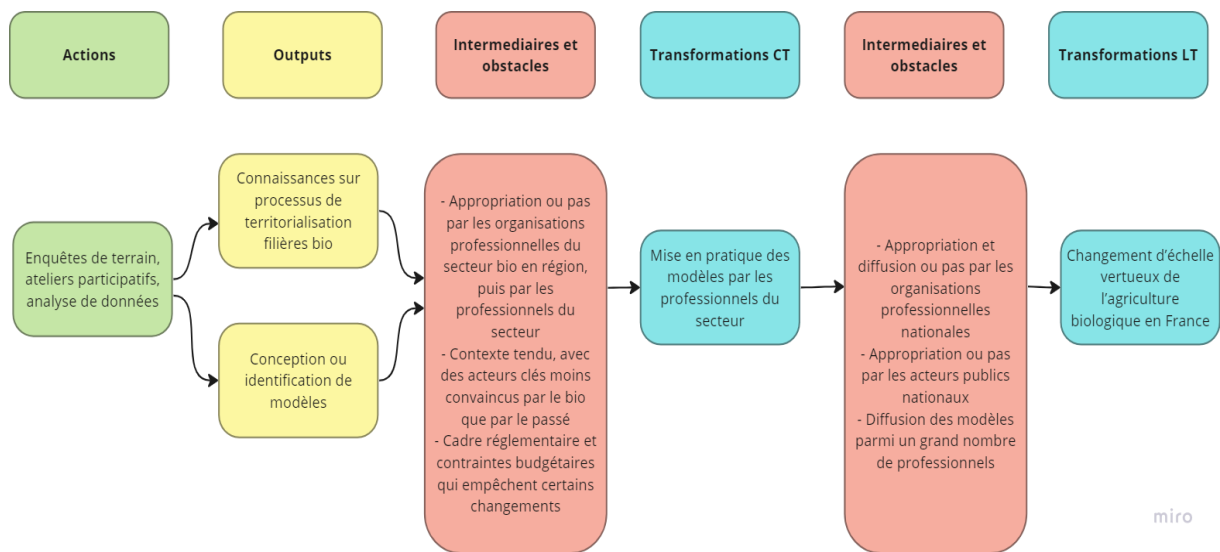 Actions
Outputs
Intermediaires et
obstacles
Transformations CT
Intermediaires et
obstacles
Transformations LT
Enquêtes de terrain,
ateliers participatifs,
analyse de données
Connaissances sur
processus de
territorialisation
filières bio
Conception ou
identification de
modèles
- Appropriation ou pas
par les organisations
professionnelles du
secteur bio en région,
puis par les
professionnels du
secteur
- Contexte tendu, avec
des acteurs clés moins
convaincus par le bio
que par le passé
- Cadre réglementaire et
contraintes budgétaires
qui empêchent certains
changements
Mise en pratique des
modèles par les
professionnels du
secteur
- Appropriation et
diffusion ou pas par les
organisations
professionnelles
nationales
- Appropriation ou pas
par les acteurs publics
nationaux
- Diffusion des modèles
parmi un grand nombre
de professionnels
Changement d’échelle
vertueux de
l’agriculture
biologique en France
miro